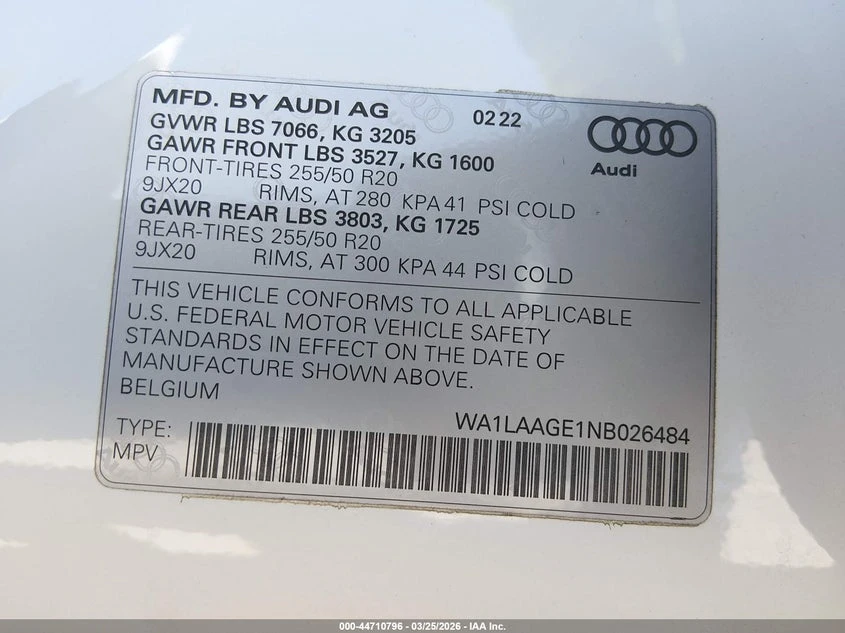 MFD. BY AUDI AG 0222
GVWR LBS 7066, KG 3205
GAWR FRONT LBS 3527, KG 1600
Audi
FRONT-TIRES 255/50 R20
9JX20 RIMS, AT 280 KPA 41 PSI COLD
GAWR REAR LBS 3803, KG 1725
REAR-TIRES 255/50 R20
9JX20 RIMS, AT 300 KPA 44 PSI COLD
THIS VEHICLE CONFORMS TO ALL APPLICABLE
U.S. FEDERAL MOTOR VEHICLE SAFETY
STANDARDS IN EFFECT ON THE DATE OF
MANUFACTURE SHOWN ABOVE.
BELGIUM
WA1LAAGE1NB026484
TYPE:
MPV
000-44710796 - 03/25/2026 - IAA Inc.